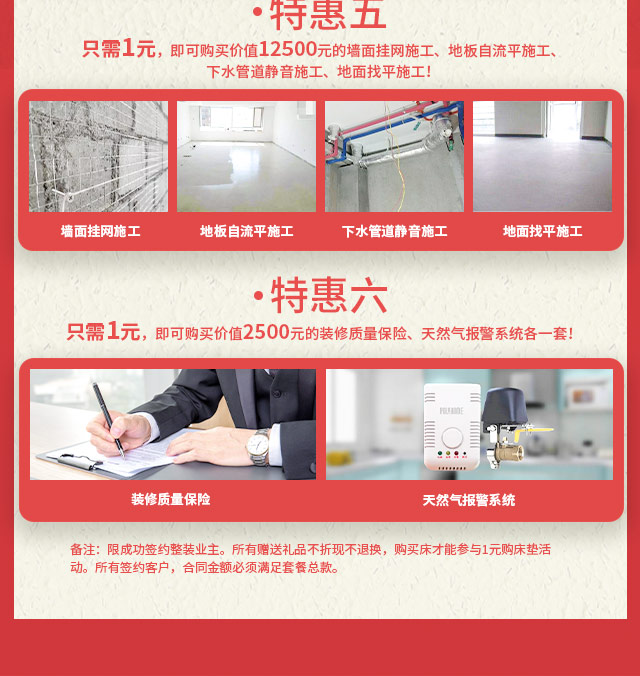 ·特惠五
只需1元，即可购买价值12500元的墙面挂网施工、地板自流平施工、
下水管道静音施工、地面找平施工！
墙面挂网施工 地板自流平施工 下水管道静音施工 地面找平施工
·特惠六
只需1元，即可购买价值2500元的装修质量保险、天然气报警系统各一套！
装修质量保险 天然气报警系统
备注：限成功签约整装业主。所有赠送礼品不折现不退换，购买床才能参与1元购床垫活
动。所有签约客户，合同金额必须满足套餐总款。